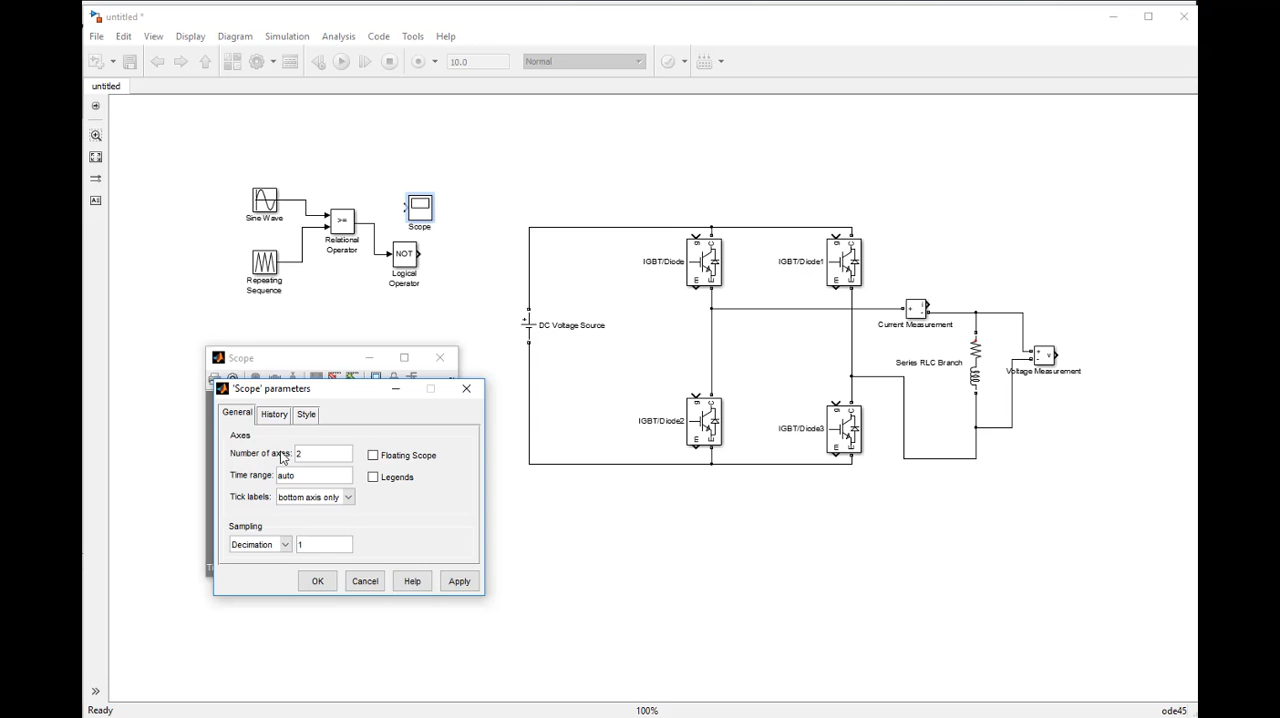 untitled *
File Edit View Display Diagram Simulation Analysis Code Tools Help
10.0 Normal
untitled
Sine Wave
>=
Relational
Operator
Scope
Repeating
Sequence
NOT
Logical
Operator
IGBT/Diode
g C
m E
IGBT/Diode1
g C
m E
DC Voltage Source
+
Current Measurement
+ i
-
Series RLC Branch
+ v
-
Voltage Measurement
IGBT/Diode2
g C
m E
IGBT/Diode3
g C
m E
Scope
'Scope' parameters
General History Style
Axes
Number of axes: 2 Floating Scope
Time range: auto Legends
Tick labels: bottom axis only
Sampling
Decimation 1
OK Cancel Help Apply
Ready 100% ode45